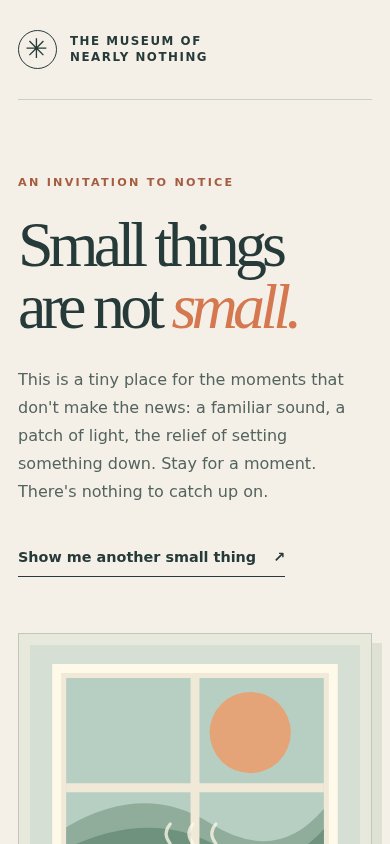 THE MUSEUM OF
NEARLY NOTHING
AN INVITATION TO NOTICE
Small things
are not small.
This is a tiny place for the moments that
don't make the news: a familiar sound, a
patch of light, the relief of setting
something down. Stay for a moment.
There's nothing to catch up on.
Show me another small thing ↗